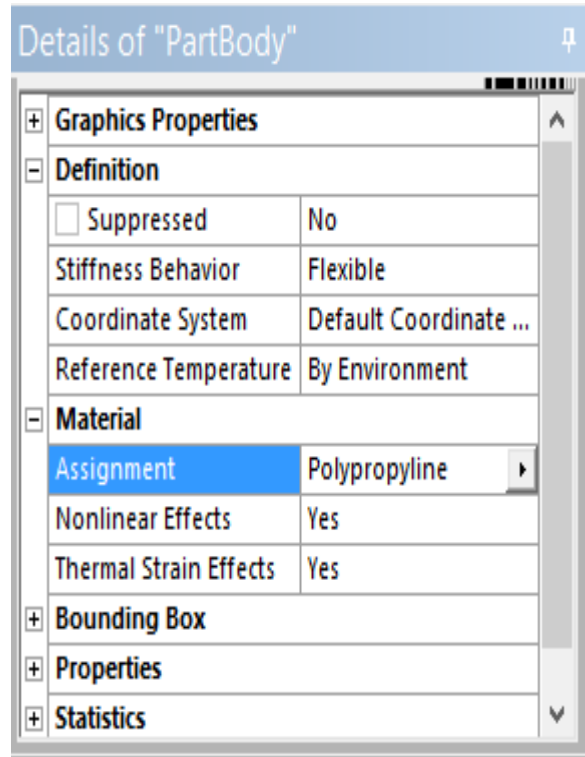 Details of "PartBody"
Graphics Properties
Definition
Suppressed No
Stiffness Behavior Flexible
Coordinate System Default Coordinate ...
Reference Temperature By Environment
Material
Assignment Polypropyline
Nonlinear Effects Yes
Thermal Strain Effects Yes
Bounding Box
Properties
Statistics